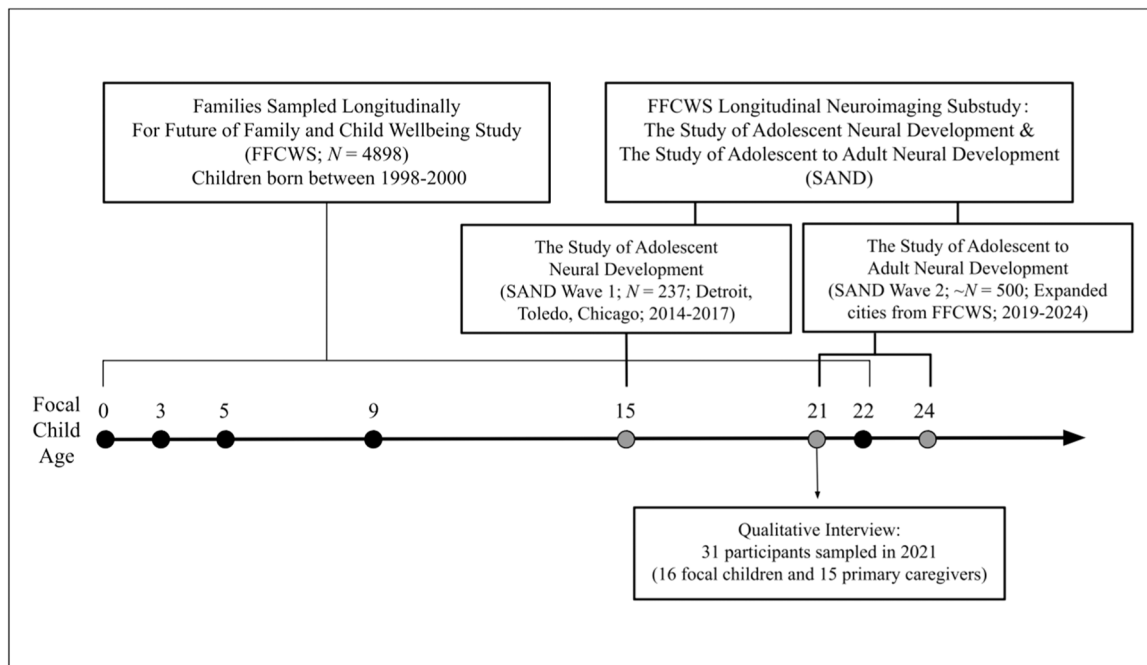 Families Sampled Longitudinally
For Future of Family and Child Wellbeing Study
(FFCWS; N = 4898)
Children born between 1998-2000
FFCWS Longitudinal Neuroimaging Substudy:
The Study of Adolescent Neural Development &
The Study of Adolescent to Adult Neural Development
(SAND)
The Study of Adolescent
Neural Development
(SAND Wave 1; N = 237; Detroit,
Toledo, Chicago; 2014-2017)
The Study of Adolescent to
Adult Neural Development
(SAND Wave 2; ~N = 500; Expanded
cities from FFCWS; 2019-2024)
Focal
Child
Age
0 3 5 9 15 21 22 24
Qualitative Interview:
31 participants sampled in 2021
(16 focal children and 15 primary caregivers)